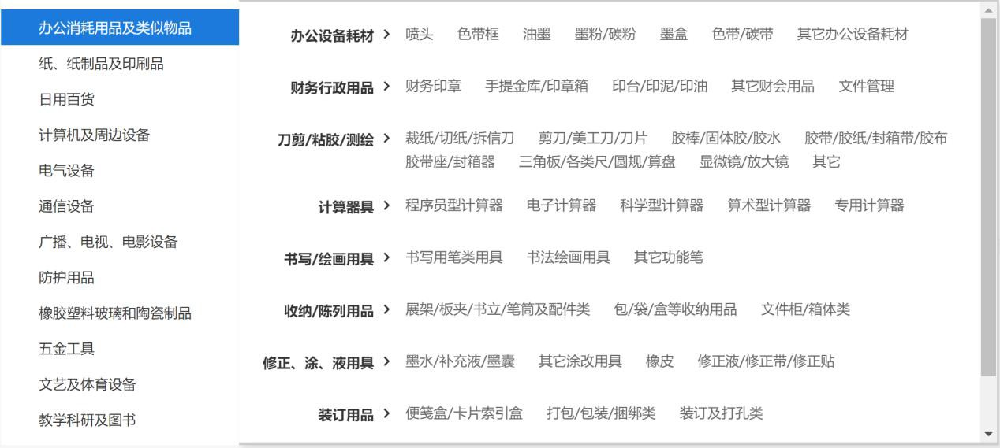 办公消耗用品及类似物品
纸、纸制品及印刷品
日用百货
计算机及周边设备
电气设备
通信设备
广播、电视、电影设备
防护用品
橡胶塑料玻璃和陶瓷制品
五金工具
文艺及体育设备
教学科研及图书
办公设备耗材 > 喷头 色带框 油墨 墨粉/碳粉 墨盒 色带/碳带 其它办公设备耗材
财务行政用品 > 财务印章 手提金库/印章箱 印台/印泥/印油 其它财会用品 文件管理
刀剪/粘胶/测绘 > 裁纸/切纸/拆信刀 剪刀/美工刀/刀片 胶棒/固体胶/胶水 胶带/胶纸/封箱带/胶布
胶带座/封箱器 三角板/各类尺/圆规/算盘 显微镜/放大镜 其它
计算器具 > 程序员型计算器 电子计算器 科学型计算器 算术型计算器 专用计算器
书写/绘画用具 > 书写用笔类用具 书法绘画用具 其它功能笔
收纳/陈列用品 > 展架/板夹/书立/笔筒及配件类 包/袋/盒等收纳用品 文件柜/箱体类
修正、涂、液用具 > 墨水/补充液/墨囊 其它涂改用具 橡皮 修正液/修正带/修正贴
装订用品 > 便笺盒/卡片索引盒 打包/包装/捆绑类 装订及打孔类